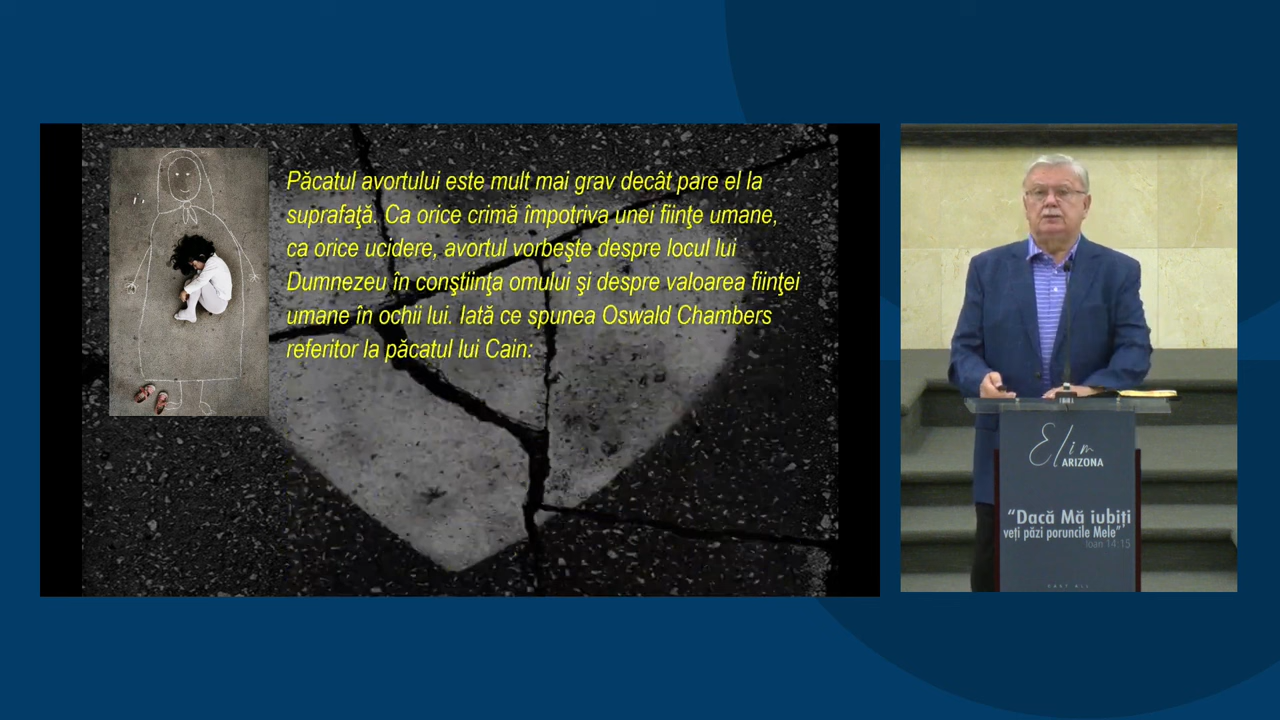 Păcatul avortului este mult mai grav decât pare el la
suprafaţă. Ca orice crimă împotriva unei fiinţe umane,
ca orice ucidere, avortul vorbeşte despre locul lui
Dumnezeu în conştiinţa omului şi despre valoarea fiinţei
umane în ochii lui. Iată ce spunea Oswald Chambers
referitor la păcatul lui Cain:
Elim
ARIZONA
“Dacă Mă iubiți
veți păzi poruncile Mele”
Ioan 14:15